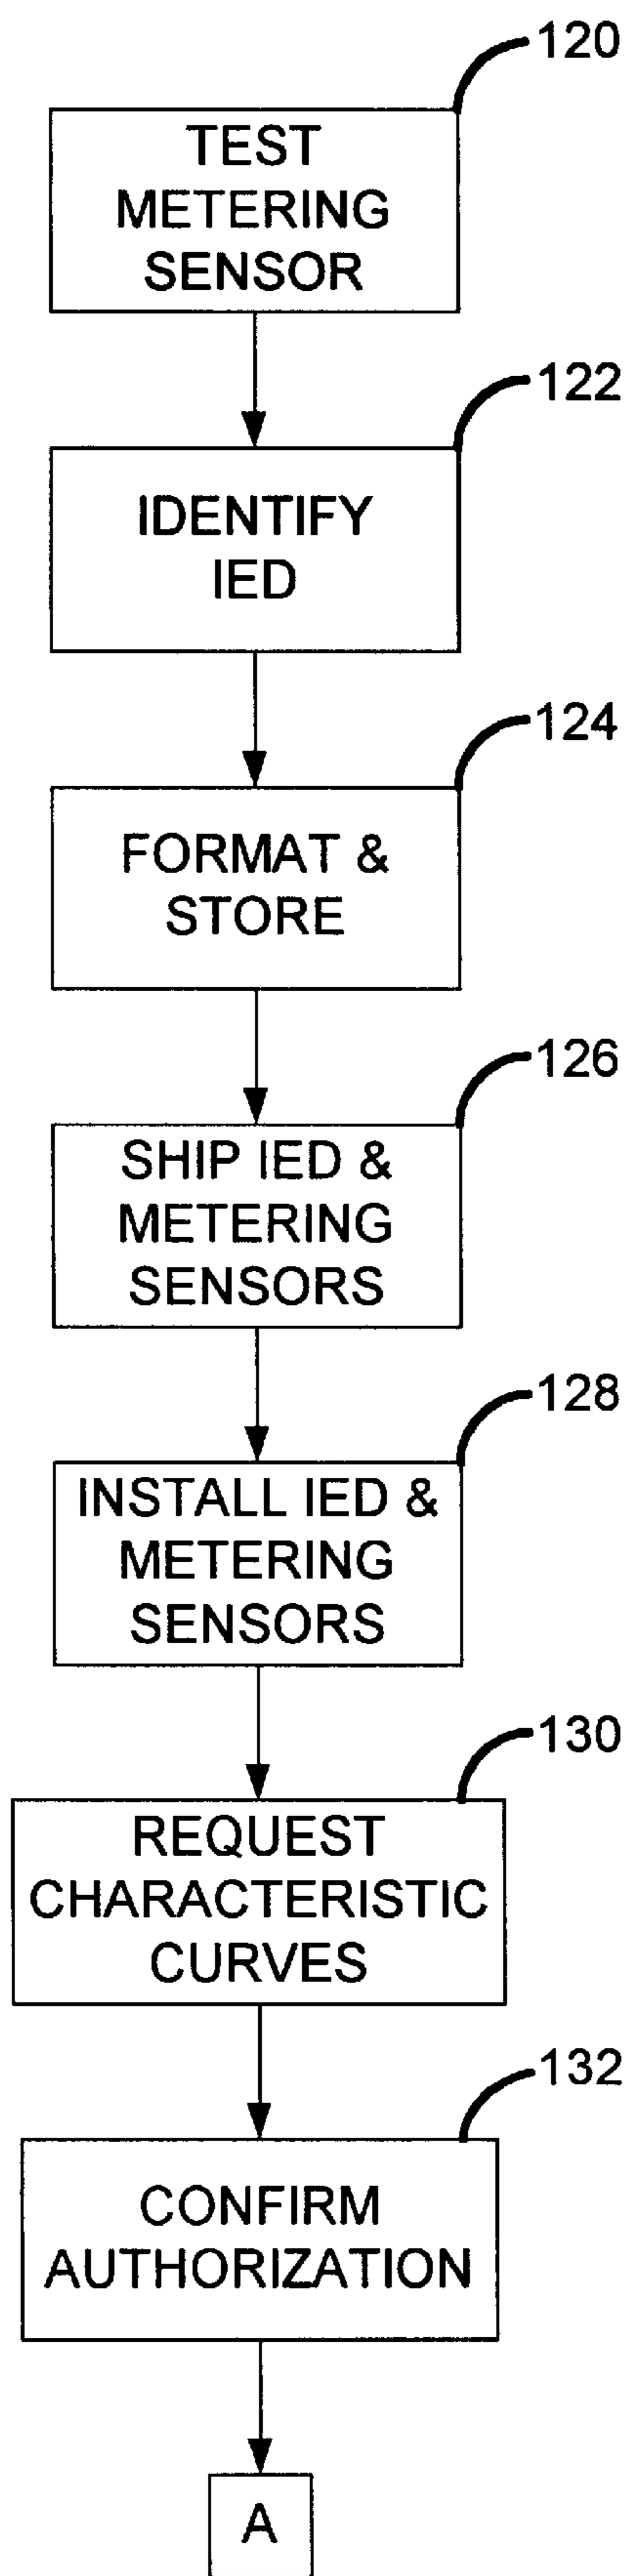 120
TEST
METERING
SENSOR
122
IDENTIFY
IED
124
FORMAT &
STORE
126
SHIP IED &
METERING
SENSORS
128
INSTALL IED &
METERING
SENSORS
130
REQUEST
CHARACTERISTIC
CURVES
132
CONFIRM
AUTHORIZATION
A